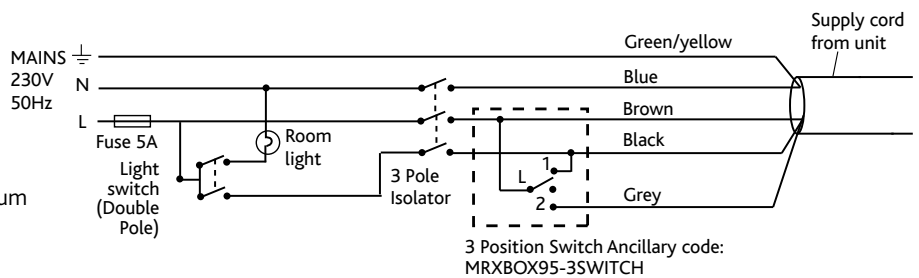 Supply cord
from unit
MAINS
230V
50Hz
N
L
Green/yellow
Blue
Brown
Black
Grey
Fuse 5A
Room
light
Light
switch
(Double
Pole)
3 Pole
Isolator
L
1
2
um
3 Position Switch Ancillary code:
MRXBOX95-3SWITCH